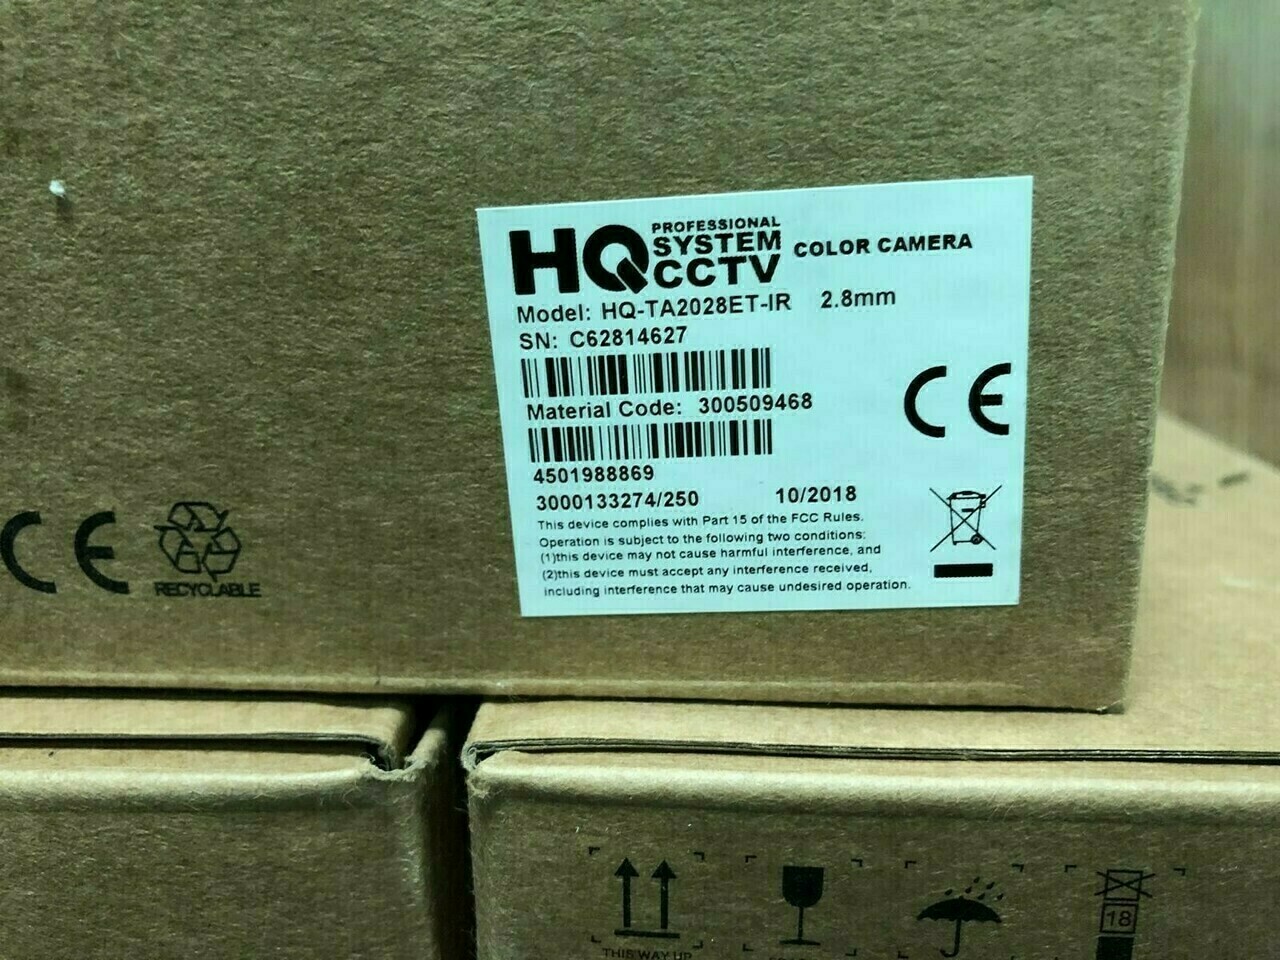 HQ PROFESSIONAL SYSTEM CCTV COLOR CAMERA
Model: HQ-TA2028ET-IR 2.8mm
SN: C62814627
Material Code: 300509468
4501988869
3000133274/250 10/2018
This device complies with Part 15 of the FCC Rules.
Operation is subject to the following two conditions:
(1)this device may not cause harmful interference, and
(2)this device must accept any interference received,
including interference that may cause undesired operation.
CE
CE
RECYCLABLE
18
THIS WAY UP